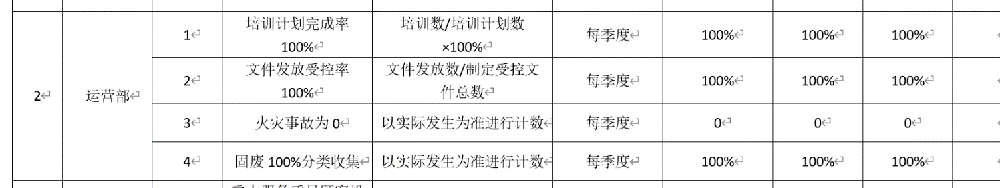 2
运营部
1
培训计划完成率
100%
培训数/培训计划数
×100%
每季度
100%
100%
100%
2
文件发放受控率
100%
文件发放数/制定受控文
件总数
每季度
100%
100%
100%
3
火灾事故为 0
以实际发生为准进行计数
每季度
0
0
0
4
固废 100%分类收集
以实际发生为准进行计数
每季度
100%
100%
100%